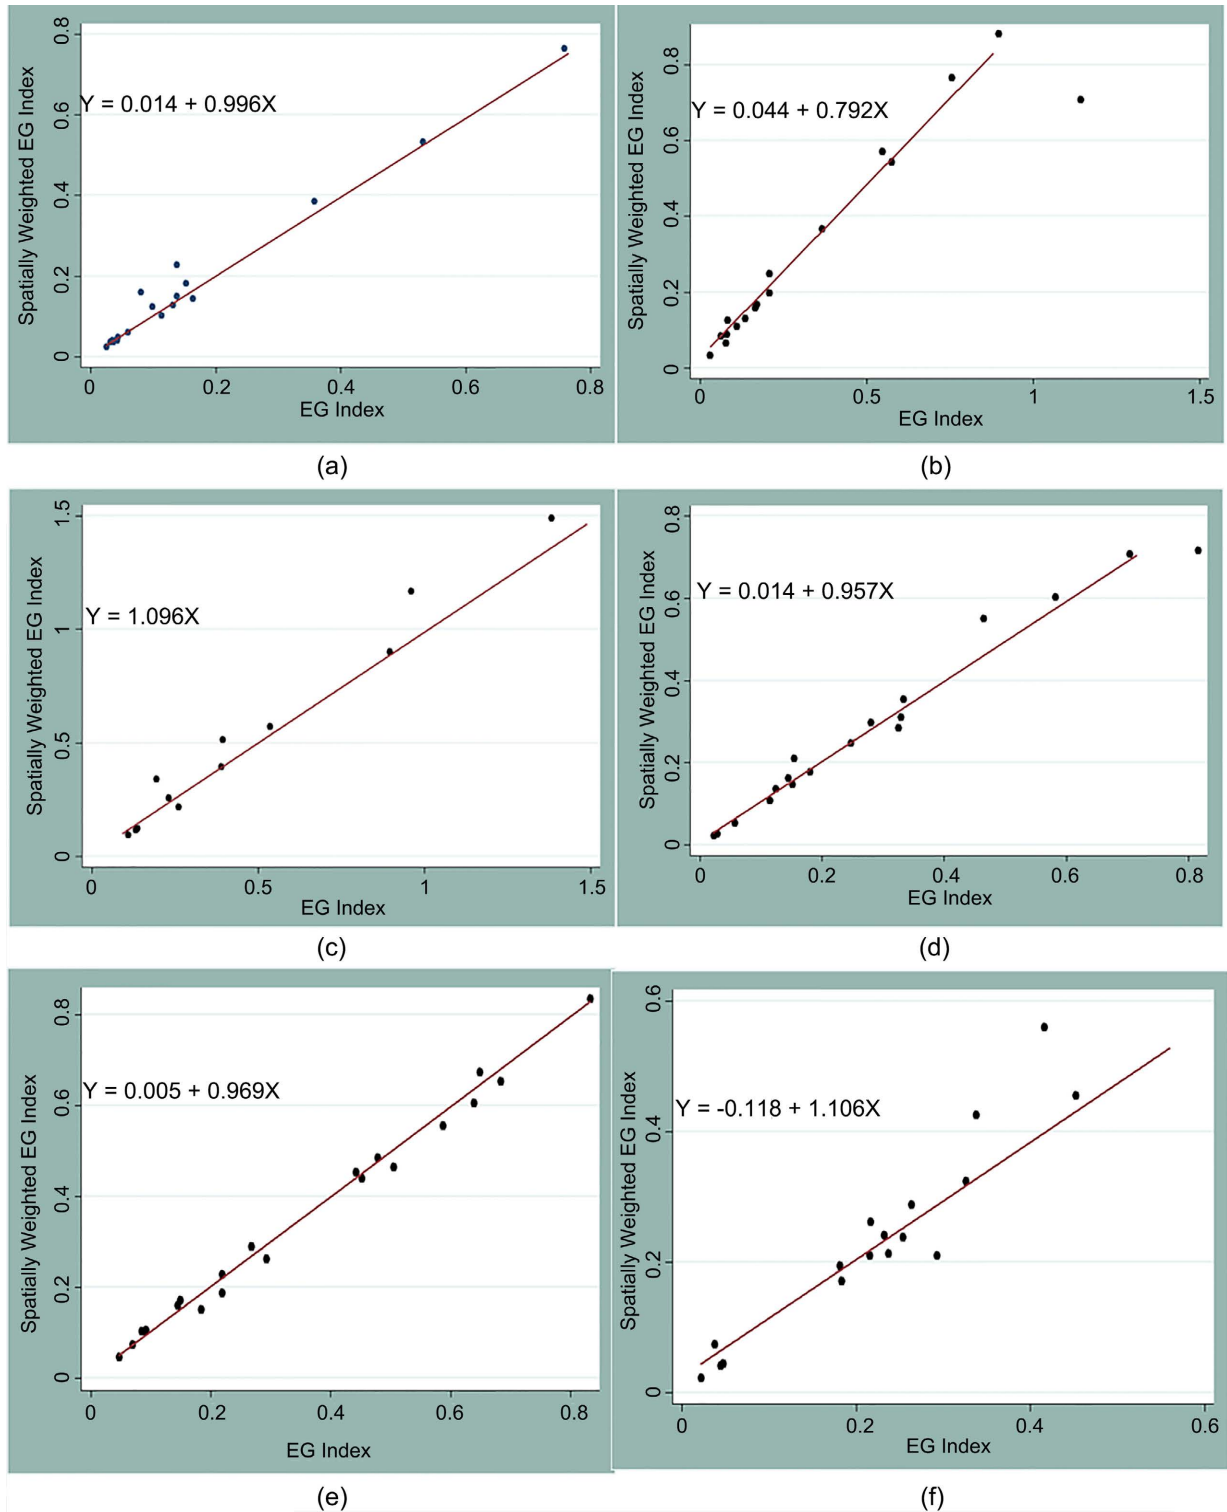 Spatially Weighted EG Index
0.8
0.6
0.4
0.2
0
Y = 0.014 + 0.996X
0 0.2 0.4 0.6 0.8
EG Index
(a)
Spatially Weighted EG Index
0.8
0.6
0.4
0.2
0
Y = 0.044 + 0.792X
0 0.5 1 1.5
EG Index
(b)
Spatially Weighted EG Index
1.5
1
0.5
0
Y = 1.096X
0 0.5 1 1.5
EG Index
(c)
Spatially Weighted EG Index
0.8
0.6
0.4
0.2
0
Y = 0.014 + 0.957X
0 0.2 0.4 0.6 0.8
EG Index
(d)
Spatially Weighted EG Index
0.8
0.6
0.4
0.2
0
Y = 0.005 + 0.969X
0 0.2 0.4 0.6 0.8
EG Index
(e)
Spatially Weighted EG Index
0.6
0.4
0.2
0
Y = -0.118 + 1.106X
0 0.2 0.4 0.6
EG Index
(f)